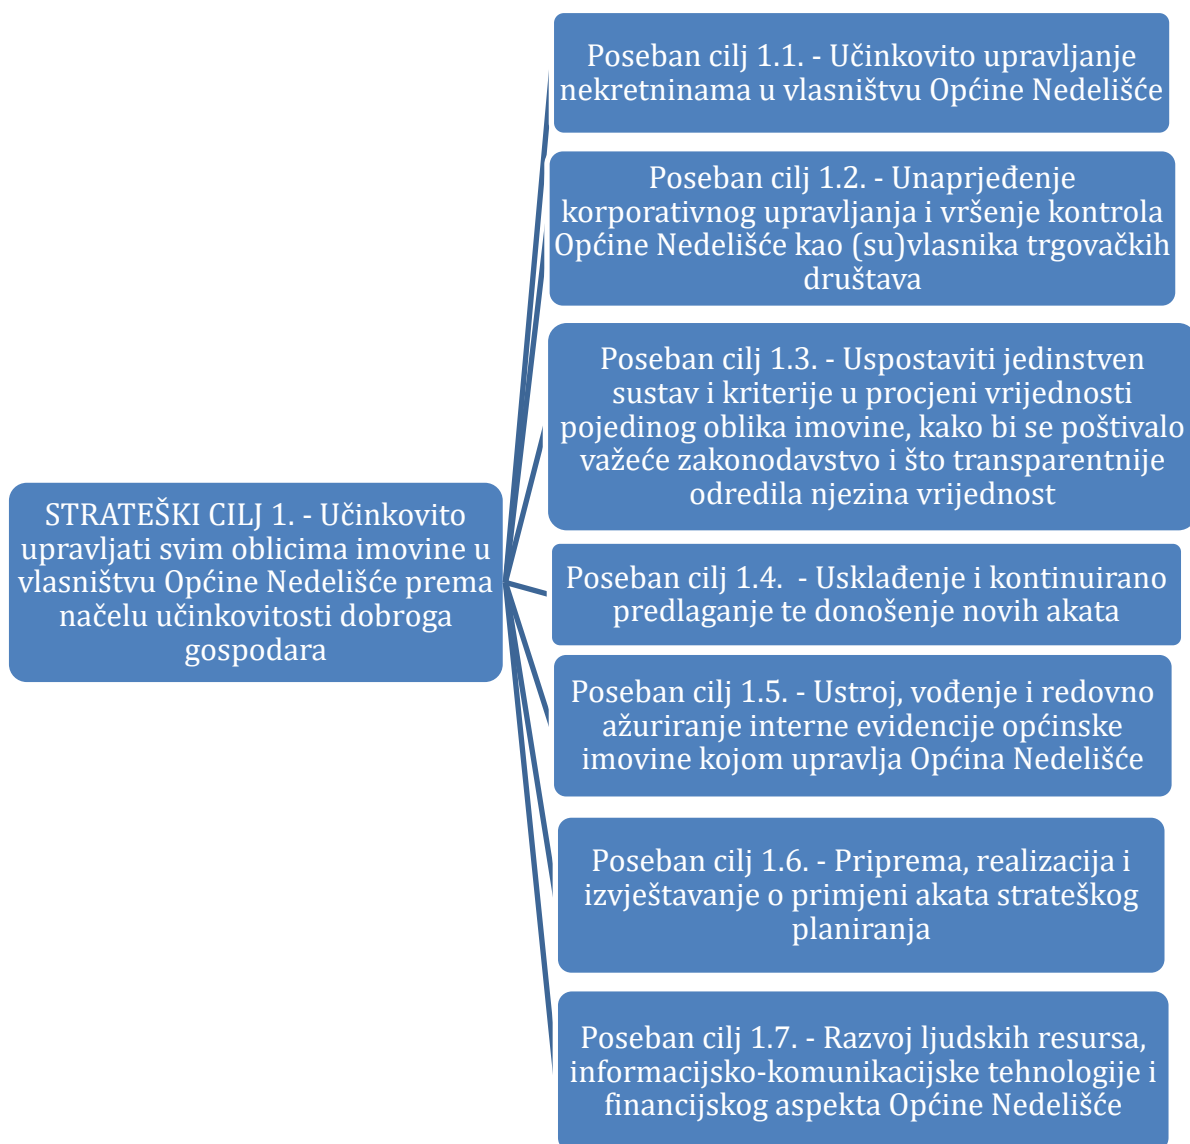 STRATEŠKI CILJ 1. - Učinkovito
upravljati svim oblicima imovine u
vlasništvu Općine Nedelišće prema
načelu učinkovitosti dobroga
gospodara
Poseban cilj 1.1. - Učinkovito upravljanje
nekretninama u vlasništvu Općine Nedelišće
Poseban cilj 1.2. - Unaprjeđenje
korporativnog upravljanja i vršenje kontrola
Općine Nedelišće kao (su)vlasnika trgovačkih
društava
Poseban cilj 1.3. - Uspostaviti jedinstven
sustav i kriterije u procjeni vrijednosti
pojedinog oblika imovine, kako bi se poštivalo
važeće zakonodavstvo i što transparentnije
odredila njezina vrijednost
Poseban cilj 1.4.  - Usklađenje i kontinuirano
predlaganje te donošenje novih akata
Poseban cilj 1.5. - Ustroj, vođenje i redovno
ažuriranje interne evidencije općinske
imovine kojom upravlja Općina Nedelišće
Poseban cilj 1.6. - Priprema, realizacija i
izvještavanje o primjeni akata strateškog
planiranja
Poseban cilj 1.7. - Razvoj ljudskih resursa,
informacijsko-komunikacijske tehnologije i
financijskog aspekta Općine Nedelišće